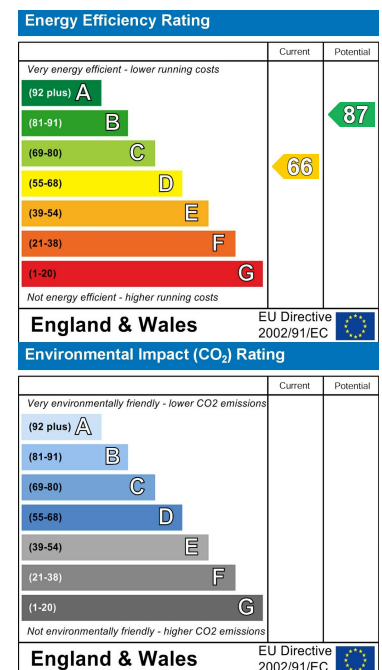 Energy Efficiency Rating
Current Potential
Very energy efficient - lower running costs
(92 plus) A
(81-91) B
87
(69-80) C
66
(55-68) D
(39-54) E
(21-38) F
(1-20) G
Not energy efficient - higher running costs
England & Wales
EU Directive
2002/91/EC
Environmental Impact (CO₂) Rating
Current Potential
Very environmentally friendly - lower CO2 emissions
(92 plus) A
(81-91) B
(69-80) C
(55-68) D
(39-54) E
(21-38) F
(1-20) G
Not environmentally friendly - higher CO2 emissions
England & Wales
EU Directive
2002/91/EC